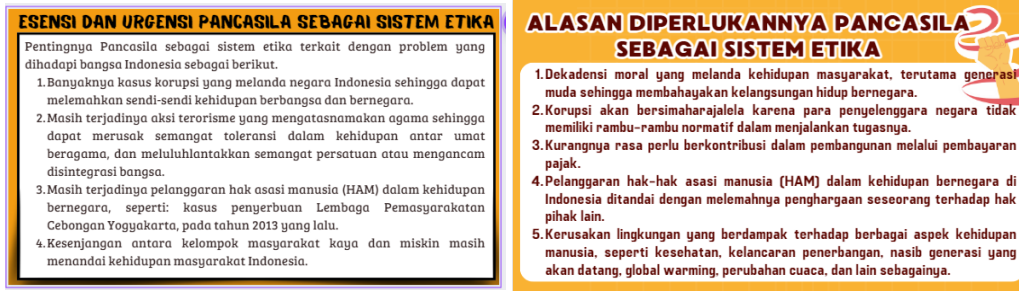 ESENSI DAN URGENSI PANCASILA SEBAGAI SISTEM ETIKA
Pentingnya Pancasila sebagai sistem etika terkait dengan problem yang
dihadapi bangsa Indonesia sebagai berikut.
1. Banyaknya kasus korupsi yang melanda negara Indonesia sehingga dapat
melemahkan sendi-sendi kehidupan berbangsa dan bernegara.
2. Masih terjadinya aksi terorisme yang mengatasnamakan agama sehingga
dapat merusak semangat toleransi dalam kehidupan antar umat
beragama, dan meluluhlantakkan semangat persatuan atau mengancam
disintegrasi bangsa.
3. Masih terjadinya pelanggaran hak asasi manusia (HAM) dalam kehidupan
bernegara, seperti: kasus penyerbuan Lembaga Pemasyarakatan
Cebongan Yogyakarta, pada tahun 2013 yang lalu.
4. Kesenjangan antara kelompok masyarakat kaya dan miskin masih
menandai kehidupan masyarakat Indonesia.
ALASAN DIPERLUKANNYA PANCASILA
SEBAGAI SISTEM ETIKA
1. Dekadensi moral yang melanda kehidupan masyarakat, terutama generasi
muda sehingga membahayakan kelangsungan hidup bernegara.
2. Korupsi akan bersimaharajalela karena para penyelenggara negara tidak
memiliki rambu-rambu normatif dalam menjalankan tugasnya.
3. Kurangnya rasa perlu berkontribusi dalam pembangunan melalui pembayaran
pajak.
4. Pelanggaran hak-hak asasi manusia (HAM) dalam kehidupan bernegara di
Indonesia ditandai dengan melemahnya penghargaan seseorang terhadap hak
pihak lain.
5. Kerusakan lingkungan yang berdampak terhadap berbagai aspek kehidupan
manusia, seperti kesehatan, kelancaran penerbangan, nasib generasi yang
akan datang, global warming, perubahan cuaca, dan lain sebagainya.